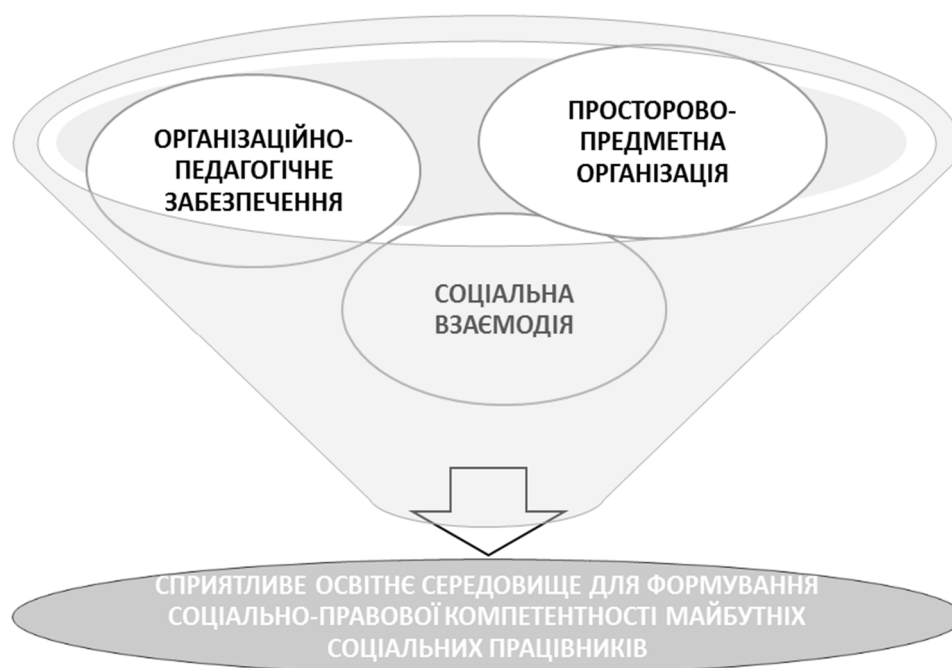 ОРГАНІЗАЦІЙНО-
ПЕДАГОГІЧНЕ
ЗАБЕЗПЕЧЕННЯ
ПРОСТОРОВО-
ПРЕДМЕТНА
ОРГАНІЗАЦІЯ
СОЦІАЛЬНА
ВЗАЄМОДІЯ
СПРИЯТЛИВЕ ОСВІТНЄ СЕРЕДОВИЩЕ ДЛЯ ФОРМУВАННЯ
СОЦІАЛЬНО-ПРАВОВОЇ КОМПЕТЕНТНОСТІ МАЙБУТНІХ
СОЦІАЛЬНИХ ПРАЦІВНИКІВ